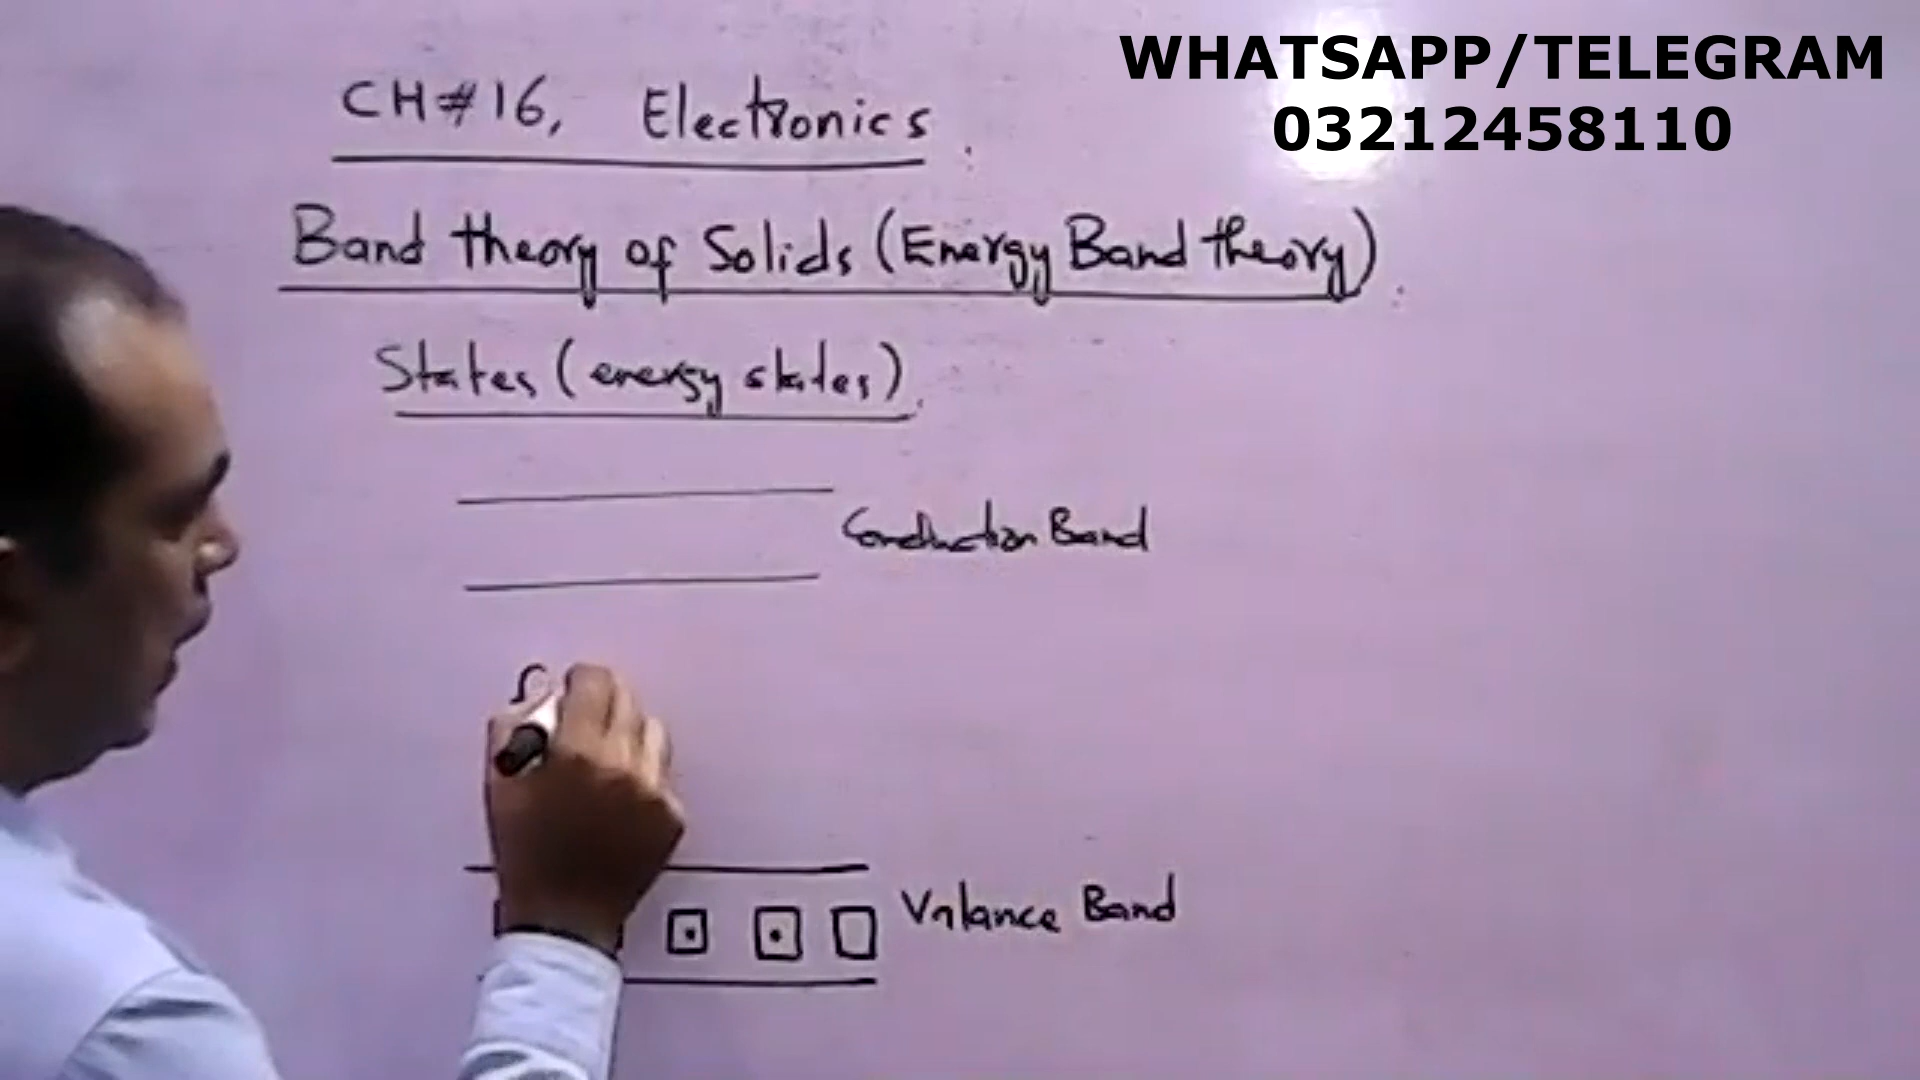 WHATSAPP/TELEGRAM
03212458110
CH#16, Electronics
Band theory of Solids (Energy Band theory)
States (energy states)
Conduction Band
Valance Band